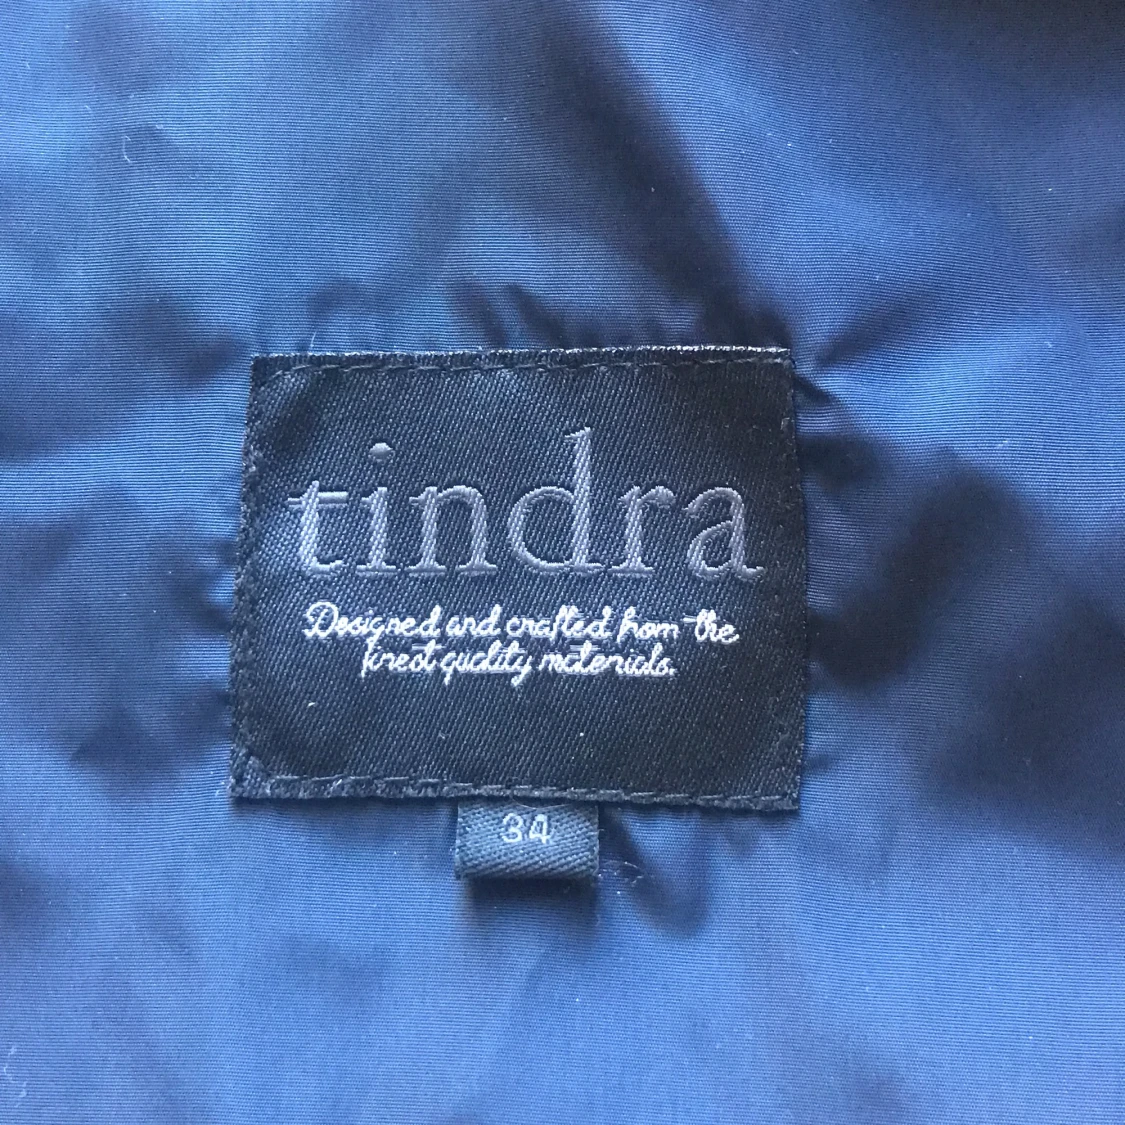 tindra
Designed and crafted from the
finest quality materials.
34